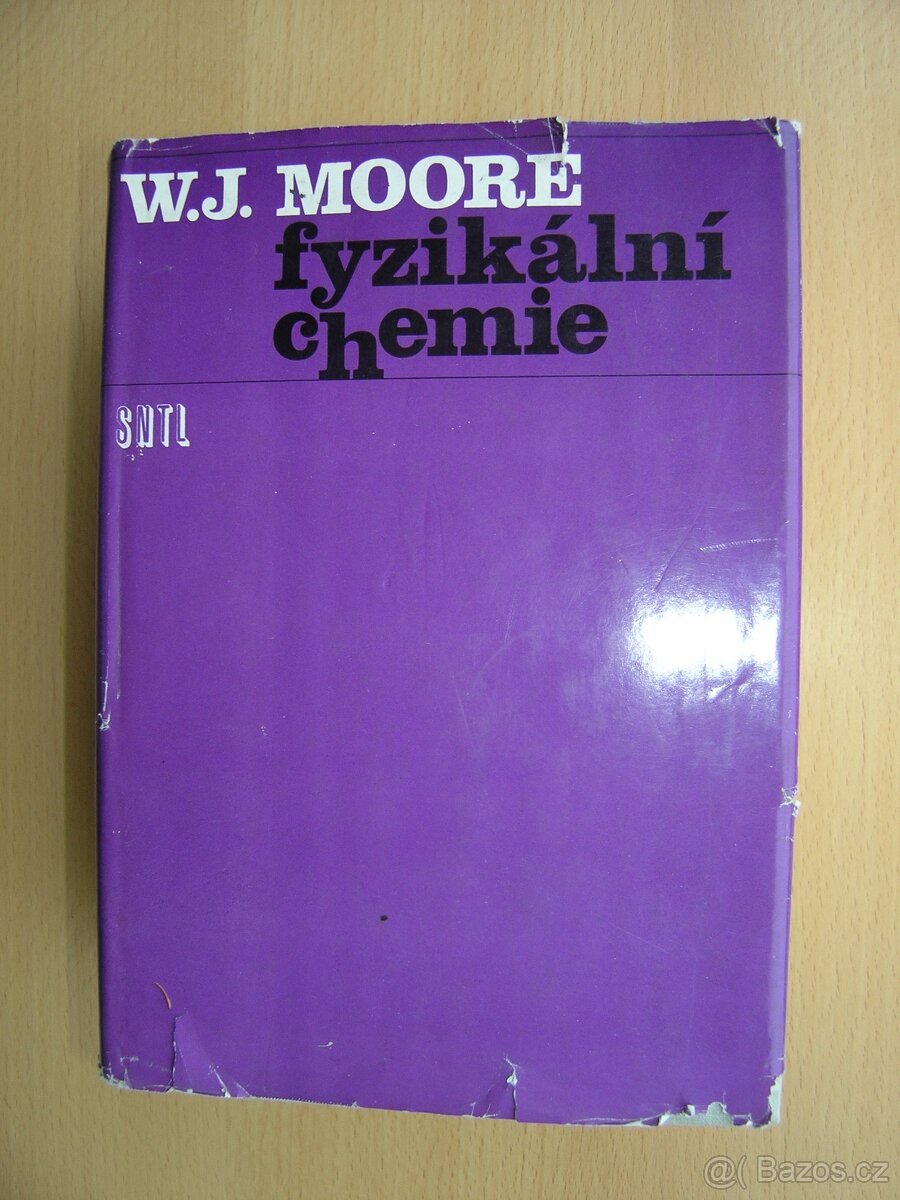 W.J. MOORE
fyzikální
chemie
SNTL
@( Bazos.cz